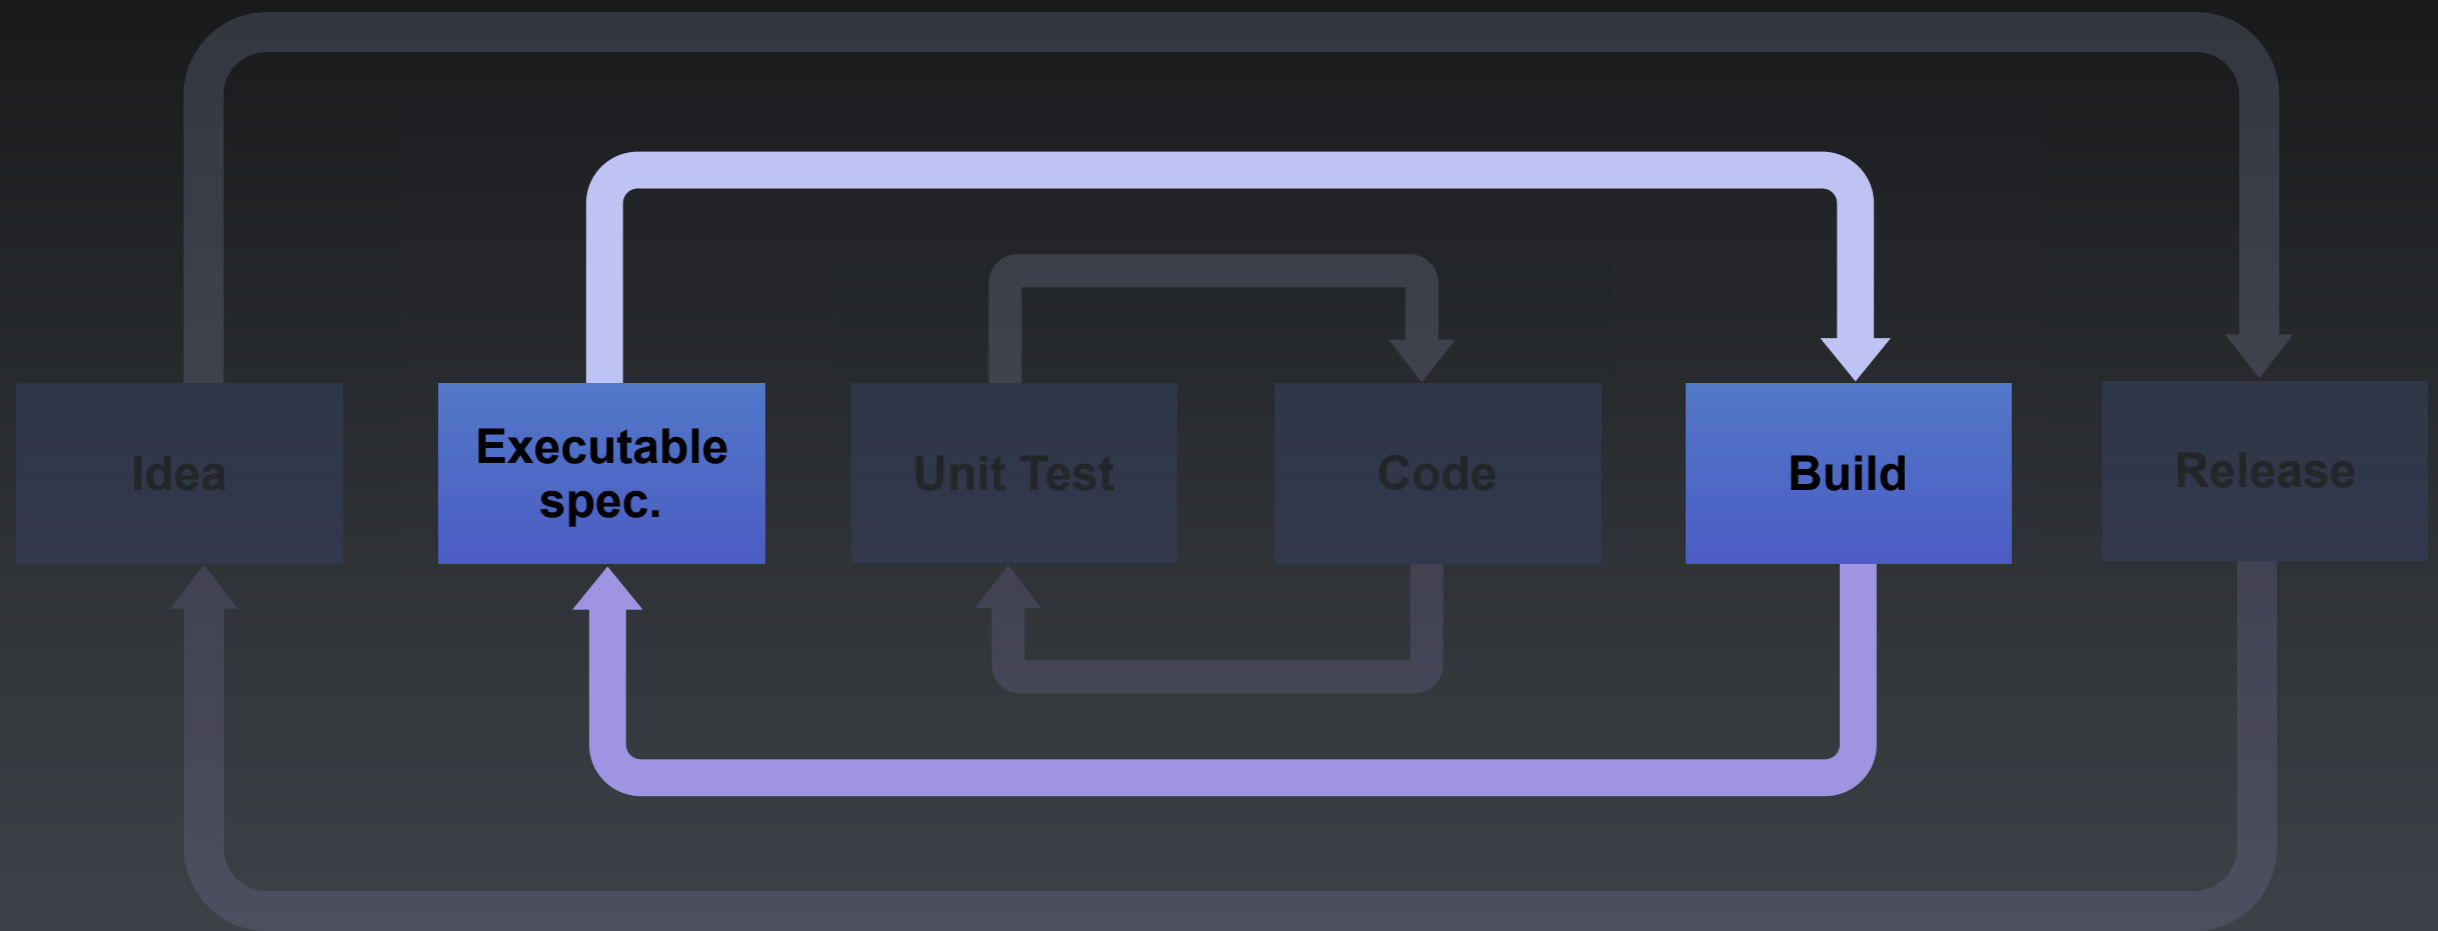 Idea
Executable
spec.
Unit Test
Code
Build
Release